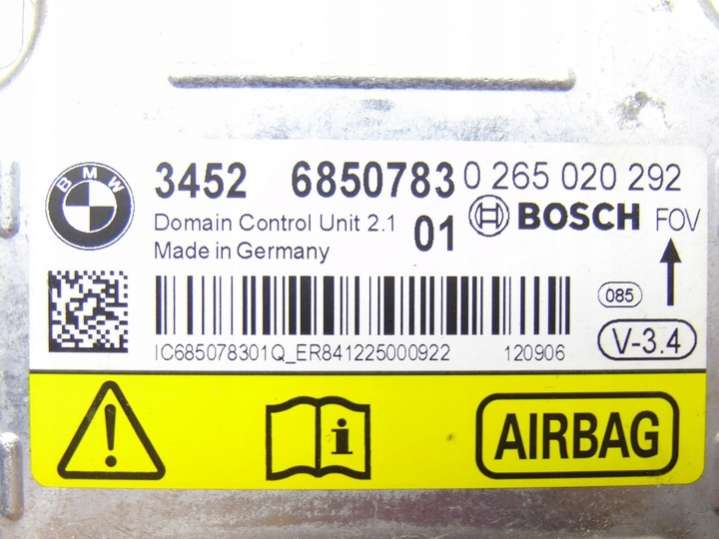 BMW
3452 6850783 0 265 020 292
Domain Control Unit 2.1 01 BOSCH FOV
Made in Germany
085
V-3.4
IC685078301Q_ER841225000922 120906
AIRBAG